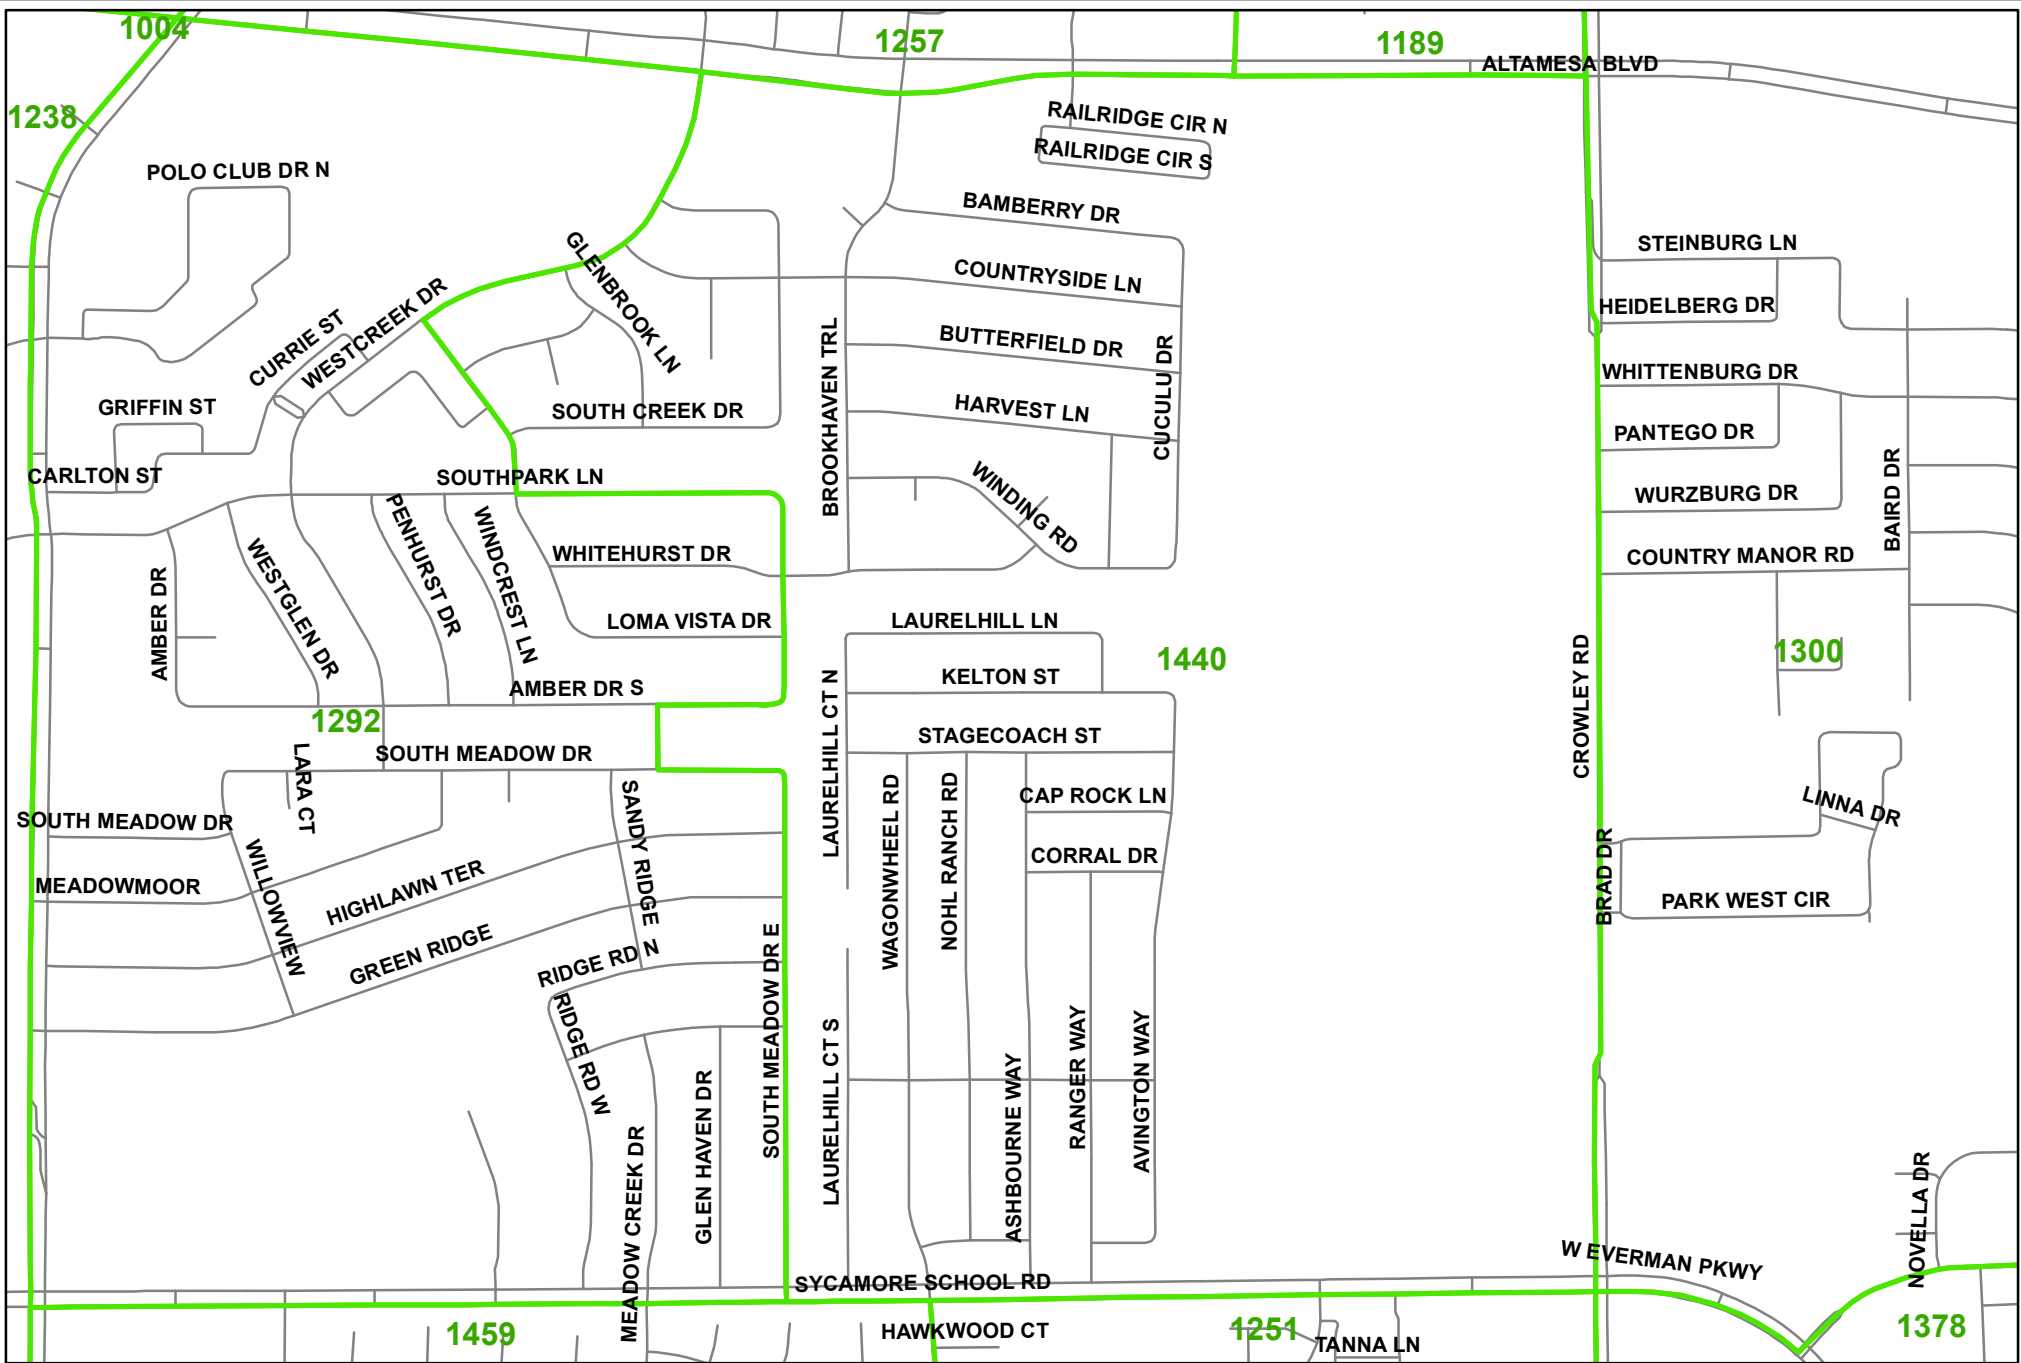 1004
1257
1189
ALTAMESA BLVD
1238
RAILRIDGE CIR N
RAILRIDGE CIR S
POLO CLUB DR N
BAMBERRY DR
GLENBROOK LN
STEINBURG LN
COUNTRYSIDE LN
HEIDELBERG DR
CURRIE ST
WESTCREEK DR
BUTTERFIELD DR
CUCULU DR
BROOKHAVEN TRL
WHITTENBURG DR
GRIFFIN ST
SOUTH CREEK DR
HARVEST LN
PANTEGO DR
CARLTON ST
SOUTHPARK LN
WINDING RD
WURZBURG DR
BAIRD DR
PENHURST DR
WINDCREST LN
WHITEHURST DR
COUNTRY MANOR RD
WESTGLEN DR
AMBER DR
LOMA VISTA DR
LAURELHILL LN
1440
1300
CROWLEY RD
KELTON ST
AMBER DR S
1292
LAURELHILL CT N
STAGECOACH ST
SOUTH MEADOW DR
LARA CT
CAP ROCK LN
SANDY RIDGE
WAGONWHEEL RD
NOHL RANCH RD
LINNA DR
SOUTH MEADOW DR
CORRAL DR
BRAD DR
MEADOWMOOR
WILLOWVIEW
HIGHLAWN TER
PARK WEST CIR
GREEN RIDGE
RIDGE RD N
SOUTH MEADOW DR E
RIDGE RD W
LAURELHILL CT S
RANGER WAY
AVINGTON WAY
ASHBOURNE WAY
GLEN HAVEN DR
MEADOW CREEK DR
NOVELLA DR
W EVERMAN PKWY
SYCAMORE SCHOOL RD
1459
HAWKWOOD CT
1251
TANNA LN
1378